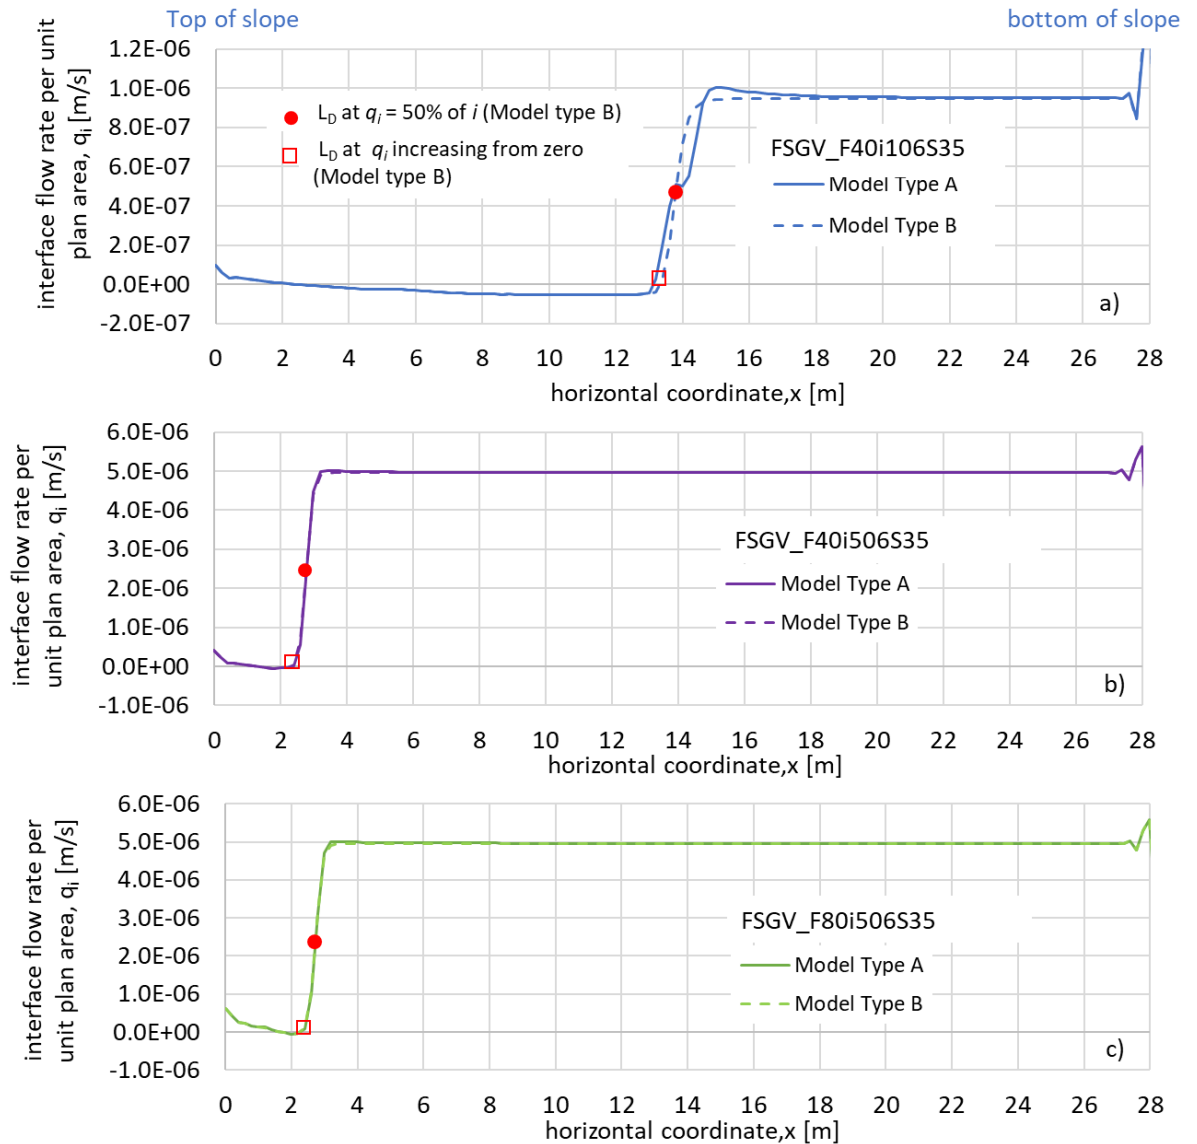 Top of slope
bottom of slope
interface flow rate per unit
plan area, qi [m/s]
1.2E-06
1.0E-06
8.0E-07
6.0E-07
4.0E-07
2.0E-07
0.0E+00
-2.0E-07
LD at qi = 50% of i (Model type B)
LD at qi increasing from zero
(Model type B)
FSGV_F40i106S35
Model Type A
Model Type B
a)
0 2 4 6 8 10 12 14 16 18 20 22 24 26 28
horizontal coordinate,x [m]
interface flow rate per
unit plan area, qi [m/s]
6.0E-06
5.0E-06
4.0E-06
3.0E-06
2.0E-06
1.0E-06
0.0E+00
-1.0E-06
FSGV_F40i506S35
Model Type A
Model Type B
b)
0 2 4 6 8 10 12 14 16 18 20 22 24 26 28
horizontal coordinate,x [m]
interface flow rate per
unit plan area, qi [m/s]
6.0E-06
5.0E-06
4.0E-06
3.0E-06
2.0E-06
1.0E-06
0.0E+00
-1.0E-06
FSGV_F80i506S35
Model Type A
Model Type B
c)
0 2 4 6 8 10 12 14 16 18 20 22 24 26 28
horizontal coordinate,x [m]